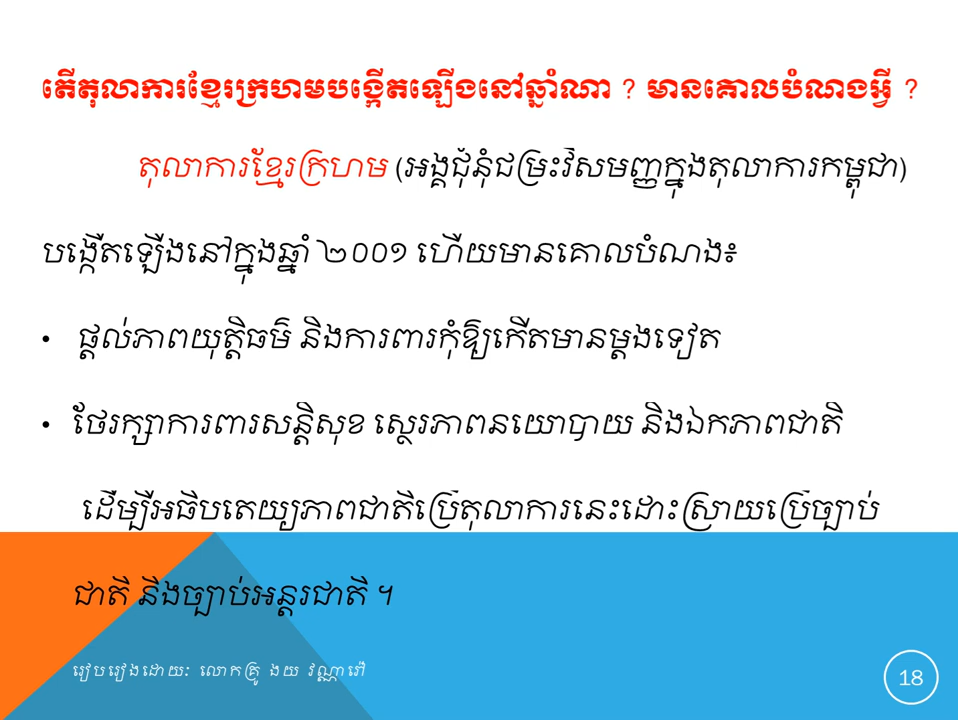 តើតុលាការខ្មែរក្រហមបង្កើតឡើងនៅឆ្នាំណា ? មានគោលបំណងអ្វី ?
តុលាការខ្មែរក្រហម (អង្គជុំនុំជម្រះវិសមញ្ញក្នុងតុលាការកម្ពុជា)
បង្កើតឡើងនៅក្នុងឆ្នាំ ២០០១ ហើយមានគោលបំណង៖
• ផ្តល់ភាពយុត្តិធម៌ និងការពារកុំឱ្យកើតមានម្តងទៀត
• ថែរក្សាការពារសន្តិសុខ ស្ថេរភាពនយោបាយ និងឯកភាពជាតិ
ដើម្បីអធិបតេយ្យភាពជាតិប្រើតុលាការនេះដោះស្រាយប្រើច្បាប់
ជាតិ និងច្បាប់អន្តរជាតិ ។
រៀបរៀងដោយ: លោកគ្រូ ងយ វណ្ណារើ
18